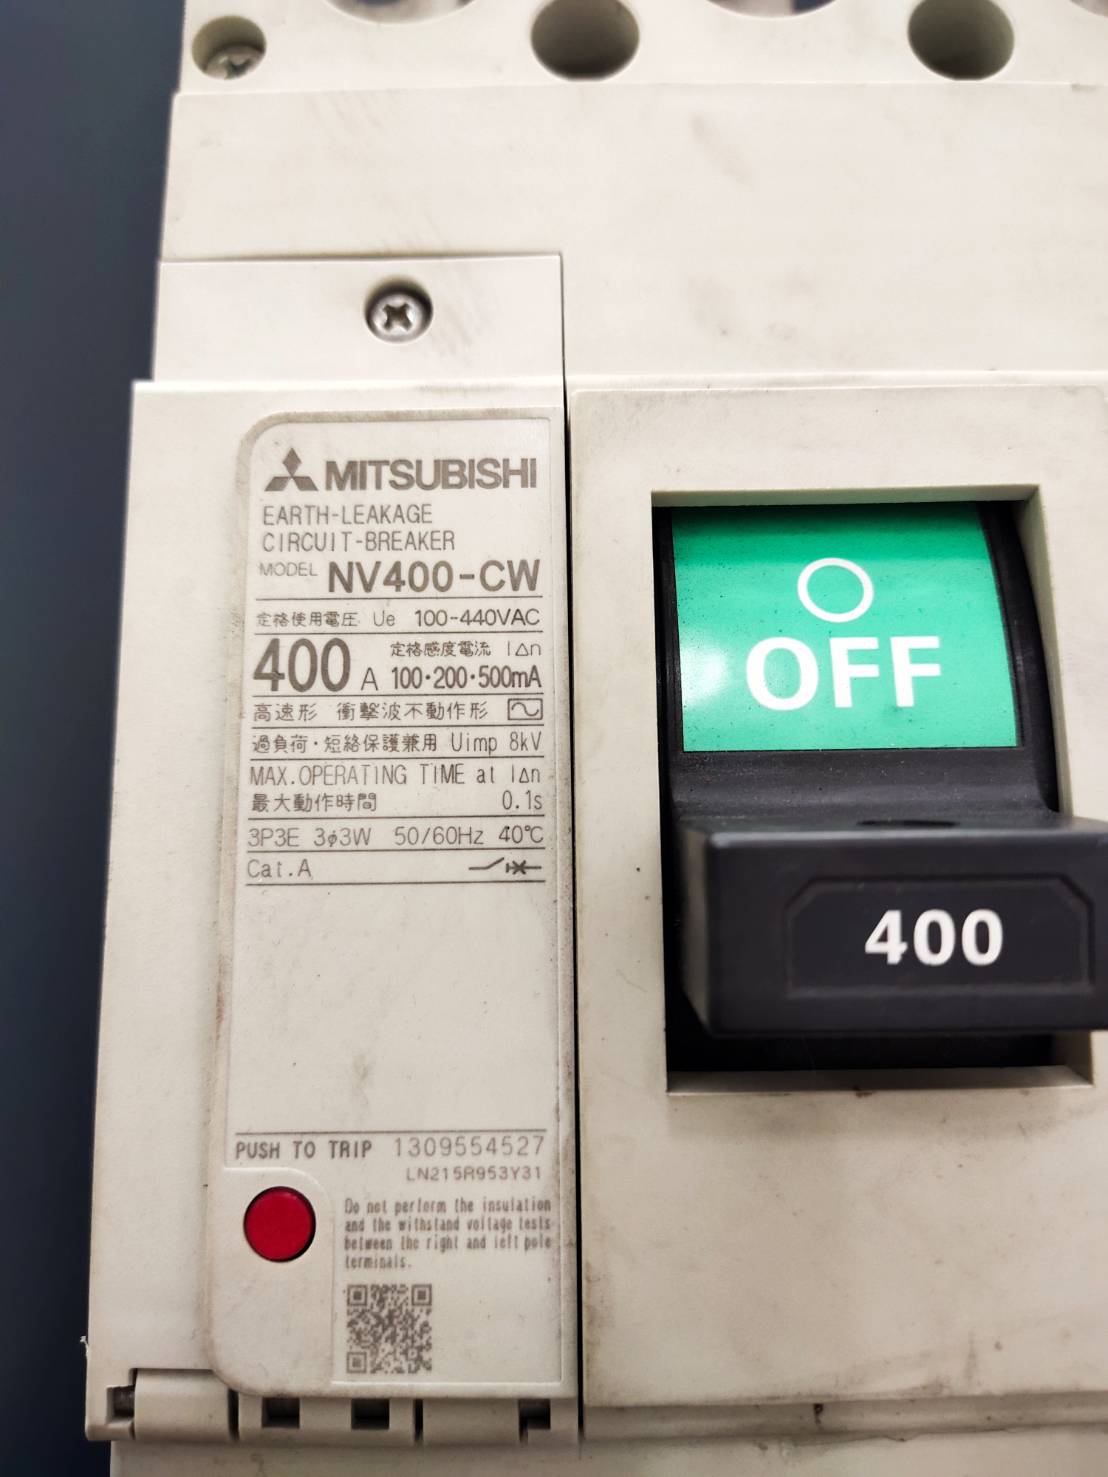 MITSUBISHI
EARTH-LEAKAGE
CIRCUIT-BREAKER
MODEL NV400-CW
定格使用電圧 Ue 100-440VAC
400 A 定格感度電流 I△n
100・200・500mA
高速形 衝撃波不動作形
過負荷・短絡保護兼用 Uimp 8kV
MAX.OPERATING TIME at I△n
最大動作時間 0.1s
3P3E 3φ3W 50/60Hz 40℃
Cat.A
PUSH TO TRIP 1309554527
LN215R953Y31
Do not perform the insulation
and the withstand voltage tests
between the right and left pole
terminals.
OFF
400